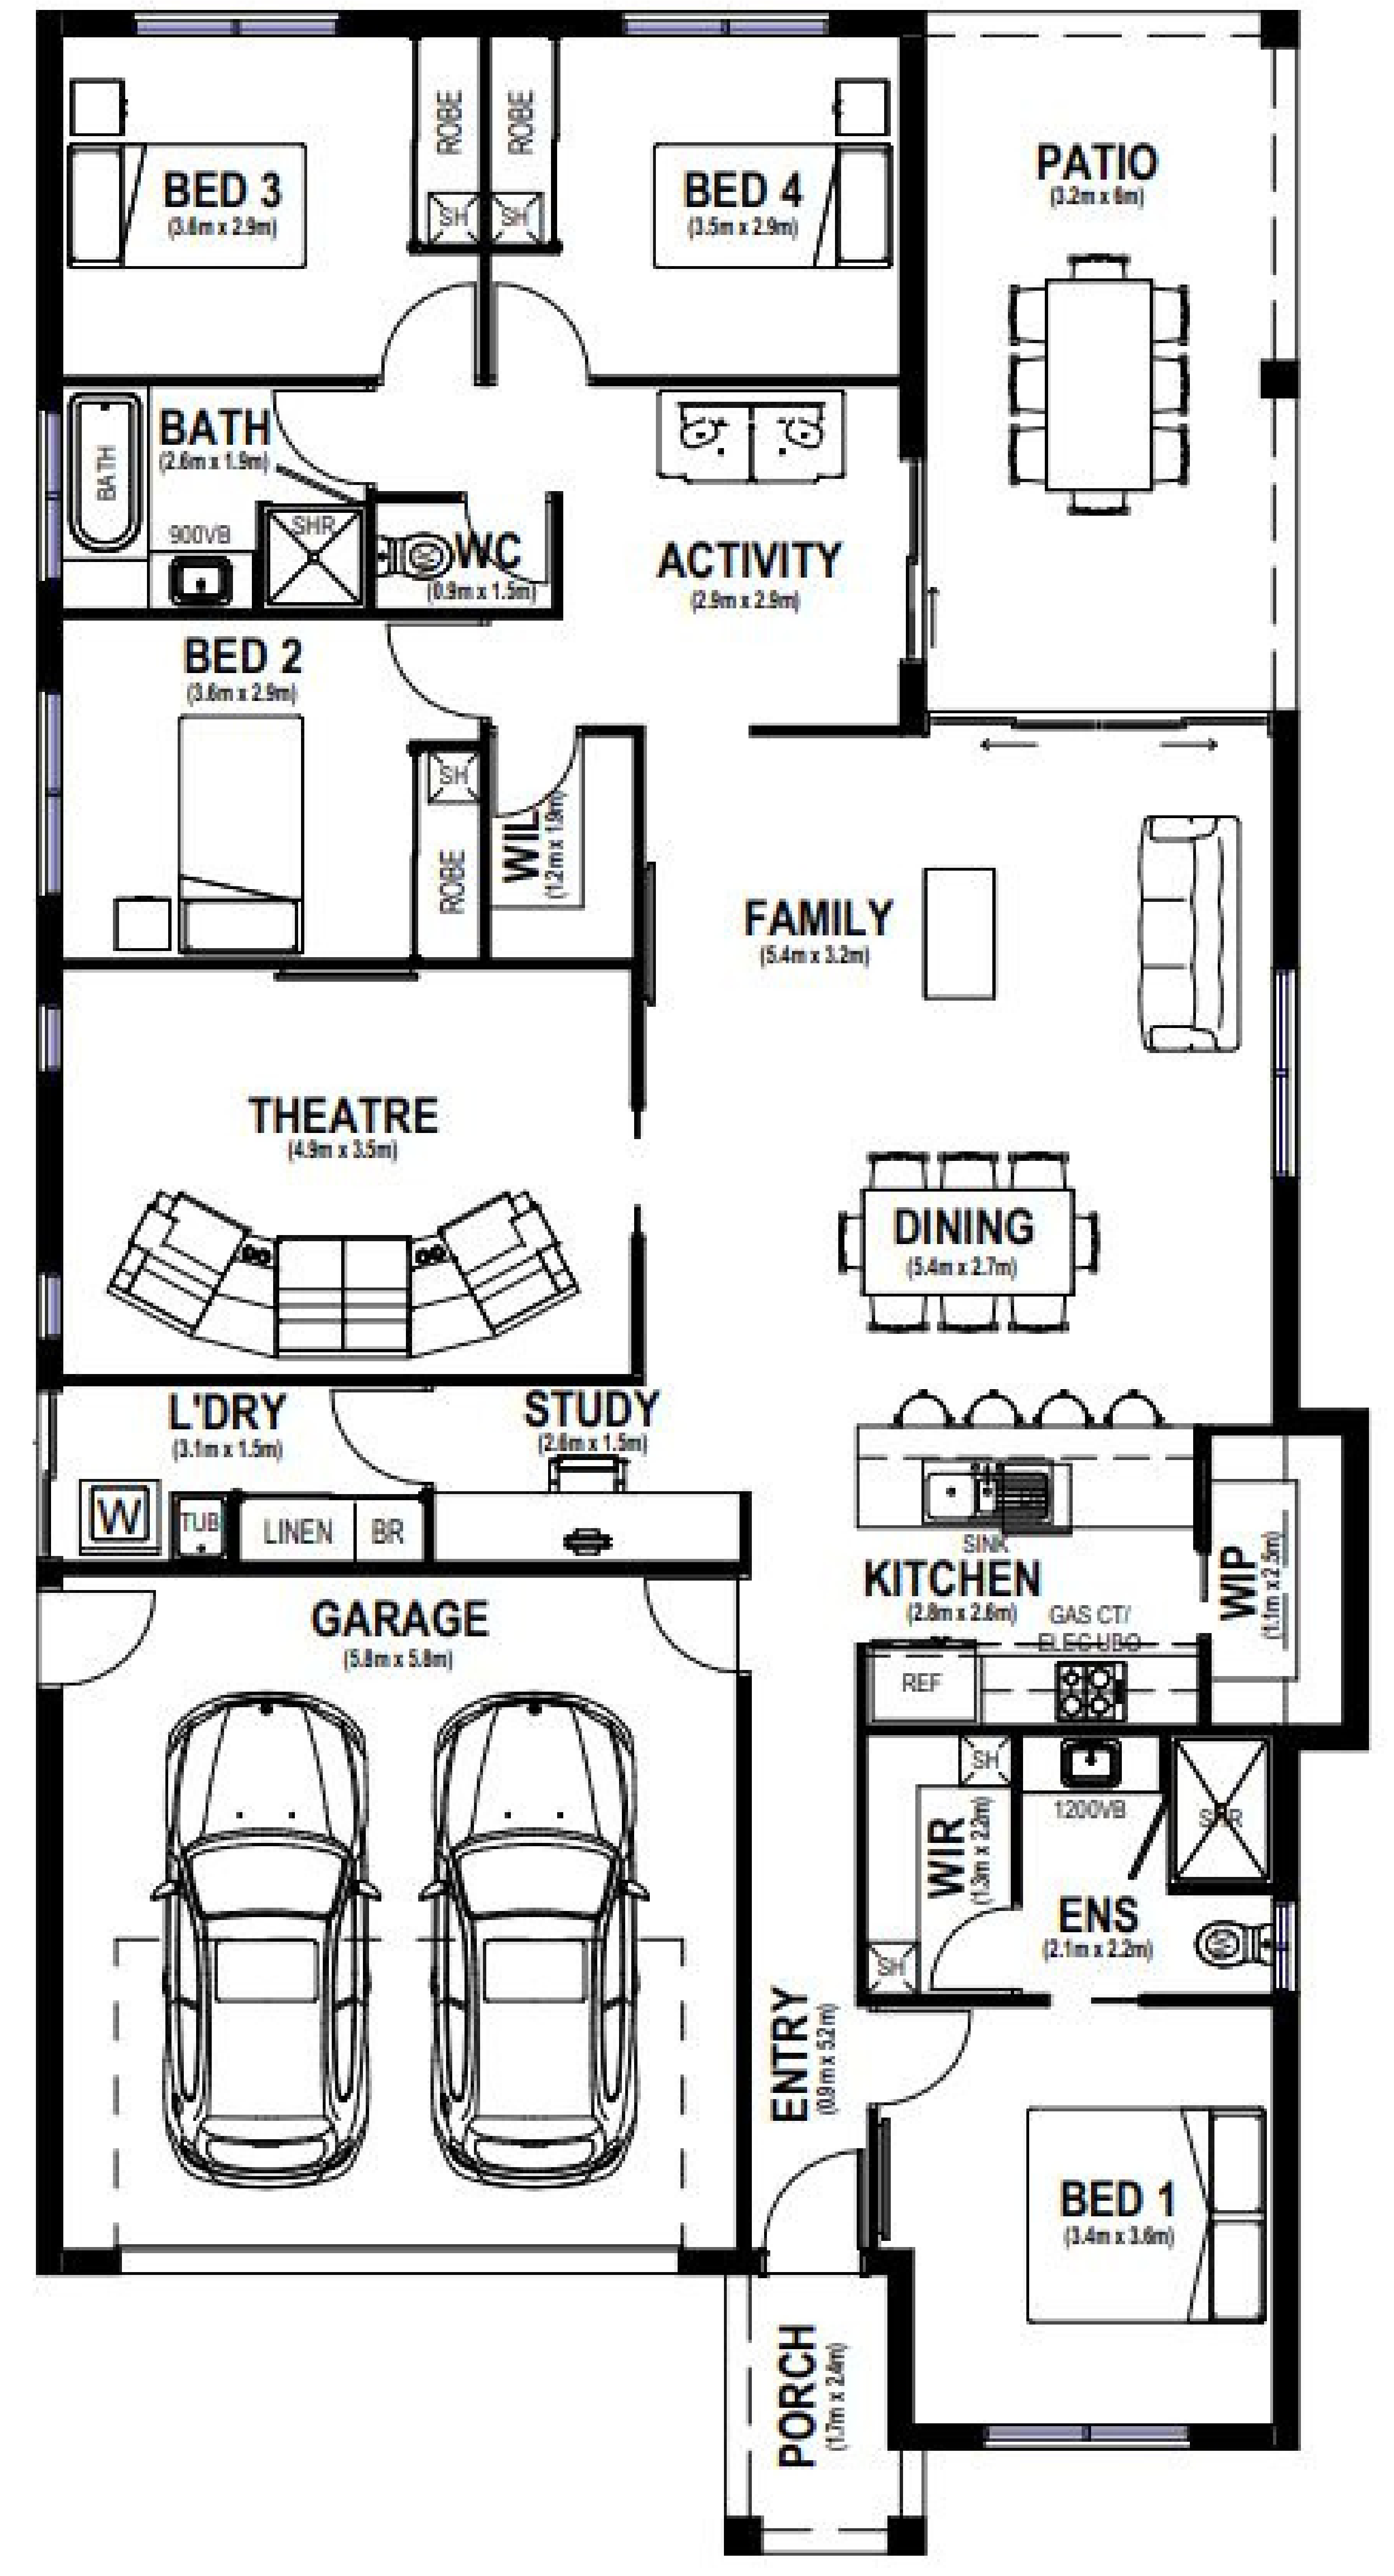 ROBE
ROBE
BED 3
(3.6m x 2.9m)
SH
SH
BED 4
(3.5m x 2.9m)
PATIO
(3.2m x 6m)
BATH
BATH
(2.6m x 1.9m)
900VB
SHR
WC
(0.9m x 1.5m)
ACTIVITY
(2.9m x 2.9m)
BED 2
(3.6m x 2.9m)
SH
ROBE
WIL
(1.2m x 1.9m)
FAMILY
(5.4m x 3.2m)
THEATRE
(4.9m x 3.5m)
DINING
(5.4m x 2.7m)
L'DRY
(3.1m x 1.5m)
STUDY
(2.6m x 1.5m)
W
TUB
LINEN
BR
SINK
KITCHEN
(2.8m x 2.6m)
GAS CT/
ELEC UBO
REF
WIP
(1.1m x 2.5m)
GARAGE
(5.8m x 5.8m)
SH
WIR
(1.3m x 2.2m)
SH
1200VB
SHR
ENS
(2.1m x 2.2m)
ENTRY
(0.9m x 5.2m)
BED 1
(3.4m x 3.6m)
PORCH
(1.7m x 2.4m)